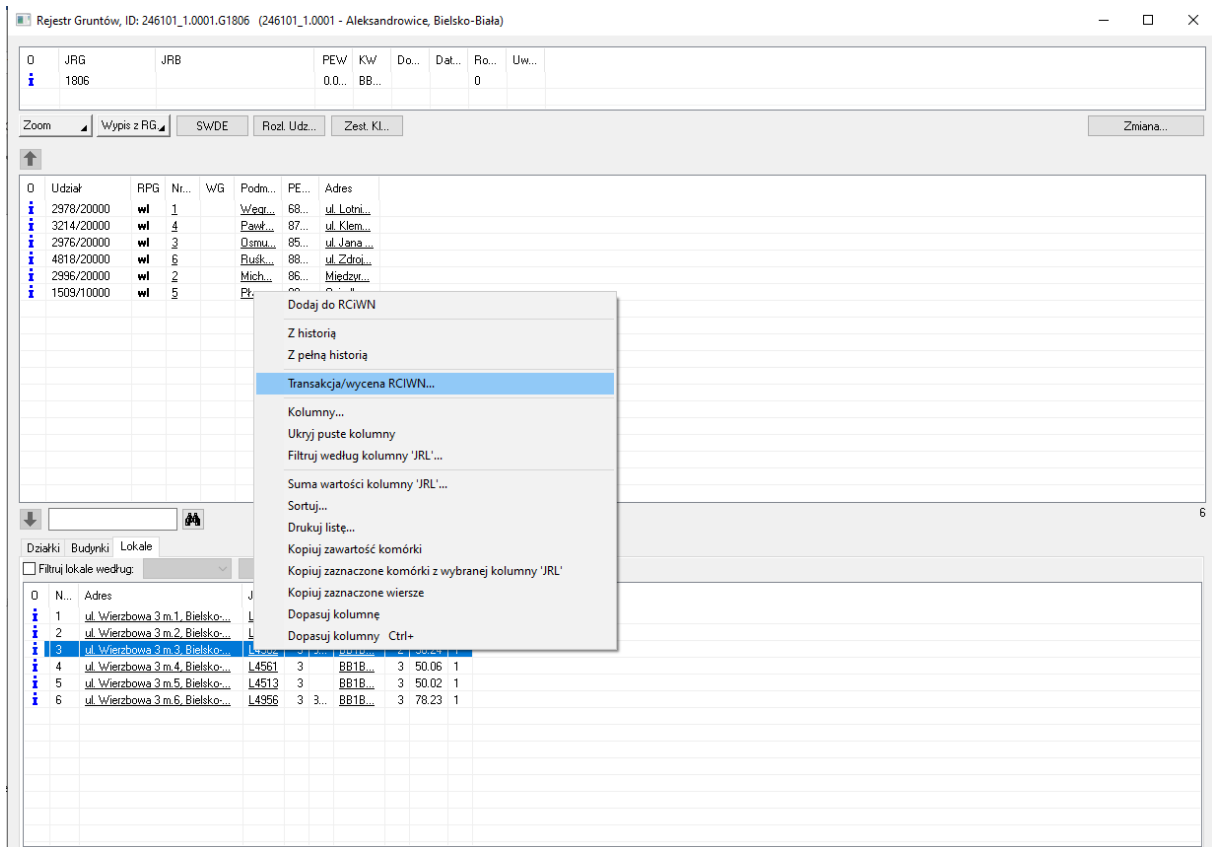 Rejestr Gruntów, ID: 246101_1.0001.G1806 (246101_1.0001 - Aleksandrowice, Bielsko-Biała)
O JRG JRB PEW KW Do... Dat... Ro... Uw...
1806 0.0... BB... 0
Zoom Wypis z RG SWDE Rozl. Udz... Zest. Kl... Zmiana...
O Udział RPG Nr... WG Podm... PE... Adres
2978/20000 wł 1 Węgr... 68... ul. Lotni...
3214/20000 wł 4 Pawł... 87... ul. Klem...
2976/20000 wł 3 Osmu... 85... ul. Jana ...
4818/20000 wł 6 Ruśk... 88... ul. Zdroj...
2996/20000 wł 2 Mich... 86... Międzyr...
1509/10000 wł 5
Dodaj do RCiWN
Z historią
Z pełną historią
Transakcja/wycena RCIWN...
Kolumny...
Ukryj puste kolumny
Filtruj według kolumny 'JRL'...
Suma wartości kolumny 'JRL'...
Sortuj...
Drukuj listę...
Kopiuj zawartość komórki
Kopiuj zaznaczone komórki z wybranej kolumny 'JRL'
Kopiuj zaznaczone wiersze
Dopasuj kolumnę
Dopasuj kolumny Ctrl+
6
Działki Budynki Lokale
Filtruj lokale według:
O N... Adres
1 ul. Wierzbowa 3 m.1, Bielsko-...
2 ul. Wierzbowa 3 m.2, Bielsko-...
3 ul. Wierzbowa 3 m.3, Bielsko-...
4 ul. Wierzbowa 3 m.4, Bielsko-... L4561 3 BB1B... 3 50.06 1
5 ul. Wierzbowa 3 m.5, Bielsko-... L4513 3 BB1B... 3 50.02 1
6 ul. Wierzbowa 3 m.6, Bielsko-... L4956 3 3... BB1B... 3 78.23 1